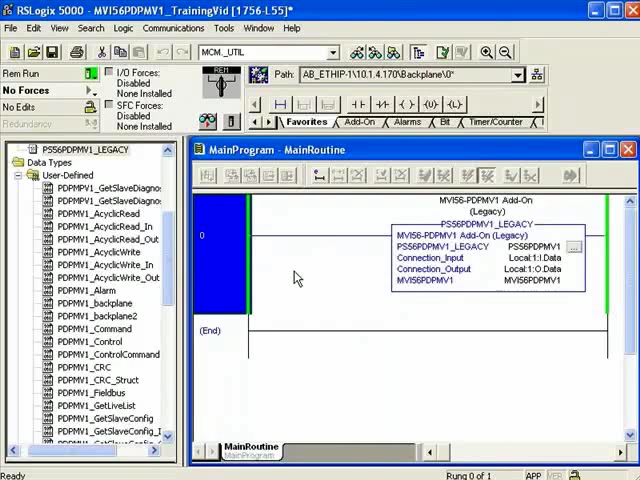 RSLogix 5000 - MVI56PDPMV1_TrainingVid [1756-L55]*
File Edit View Search Logic Communications Tools Window Help
MCM_UTIL
Rem Run
No Forces
No Edits
Redundancy
I/O Forces:
Disabled
None Installed
SFC Forces:
Disabled
None Installed
REM
Path: AB_ETHIP-1\10.1.4.170\Backplane\0*
Favorites Add-On Alarms Bit Timer/Counter
PS56PDPMV1_LEGACY
Data Types
User-Defined
PDPMPV1_GetSlaveDiagnos
PDPMPV1_GetSlaveDiagnos
PDPMV1_AcyclicRead
PDPMV1_AcyclicRead_In
PDPMV1_AcyclicRead_Out
PDPMV1_AcyclicWrite
PDPMV1_AcyclicWrite_In
PDPMV1_AcyclicWrite_Out
PDPMV1_Alarm
PDPMV1_backplane
PDPMV1_backplane2
PDPMV1_Command
PDPMV1_Control
PDPMV1_ControlCommand
PDPMV1_CRC
PDPMV1_CRC_Struct
PDPMV1_Fieldbus
PDPMV1_GetLiveList
PDPMV1_GetSlaveConfig
PDPMV1_GetSlaveConfig_I
MainProgram - MainRoutine
0
MVI56-PDPMV1 Add-On
(Legacy)
PS56PDPMV1_LEGACY
MVI56-PDPMV1 Add-On (Legacy)
PS56PDPMV1_LEGACY PS56PDPMV1 ...
Connection_Input Local:1:I.Data
Connection_Output Local:1:O.Data
MVI56PDPMV1 MVI56PDPMV1
(End)
MainRoutine
MainProgram
Ready
Rung 0 of 1
APP
VER